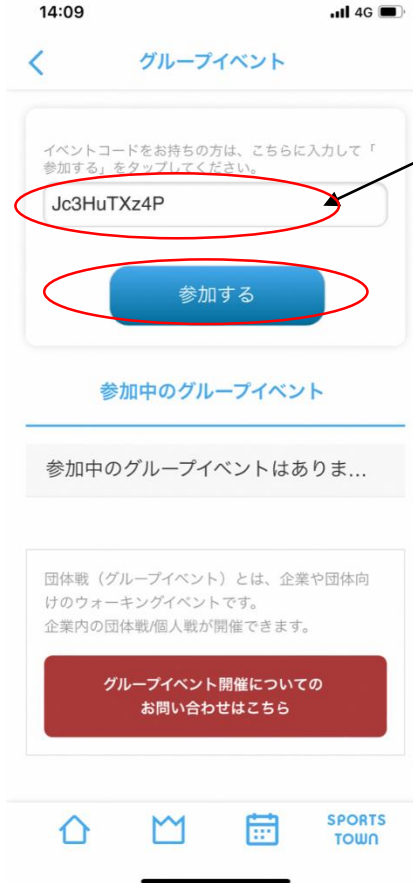 14:09
4G
グループイベント
イベントコードをお持ちの方は、こちらに入力して「
参加する」をタップしてください。
Jc3HuTXz4P
参加する
参加中のグループイベント
参加中のグループイベントはありま...
団体戦（グループイベント）とは、企業や団体向
けのウォーキングイベントです。
企業内の団体戦/個人戦が開催できます。
グループイベント開催についての
お問い合わせはこちら
SPORTS
TOWN